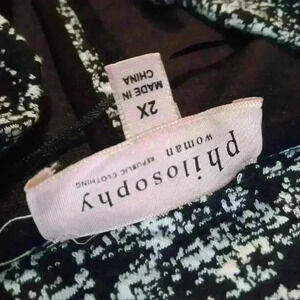 philosophy
woman
REPUBLIC CLOTHING
2X
MADE IN
CHINA